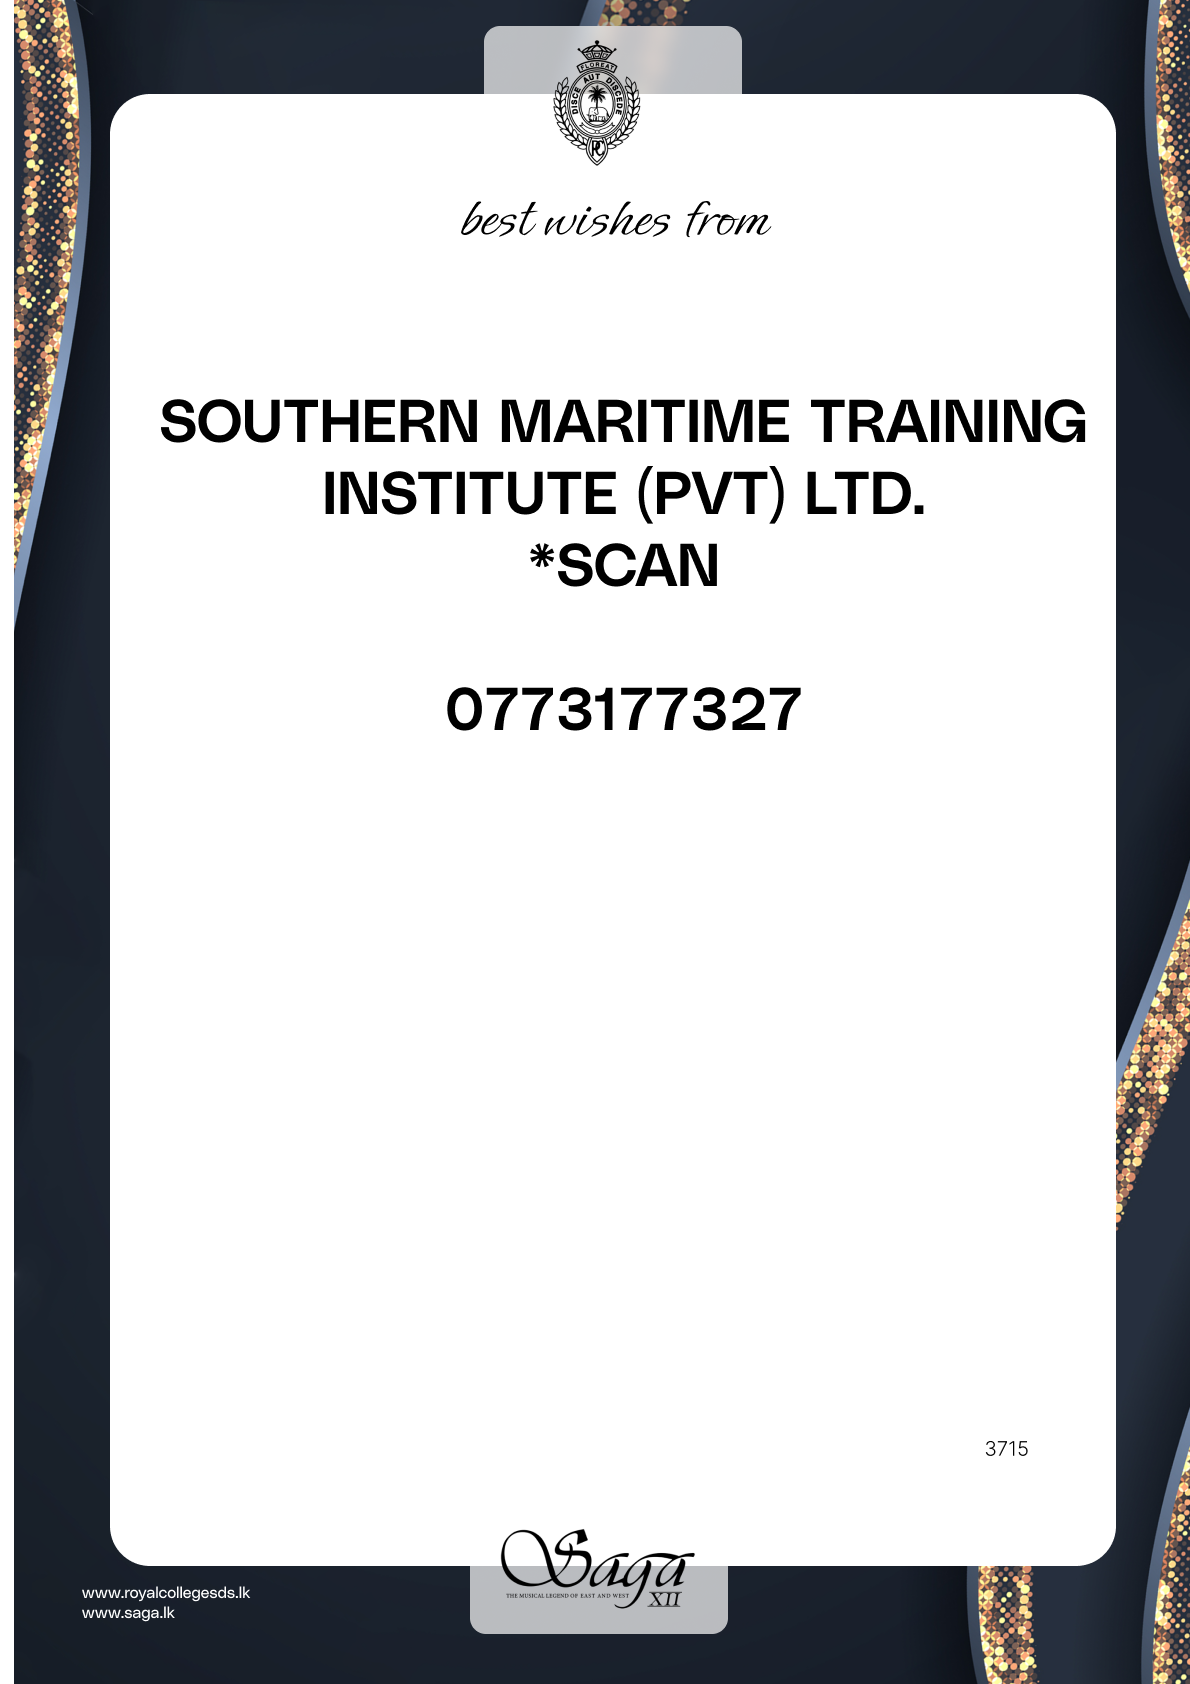 FLOREAT
DISCE AUT DISCEDE
RC
best wishes from
SOUTHERN MARITIME TRAINING
INSTITUTE (PVT) LTD.
*SCAN
0773177327
3715
Saga
THE MUSICAL LEGEND OF EAST AND WEST
XII
www.royalcollegesds.lk
www.saga.lk